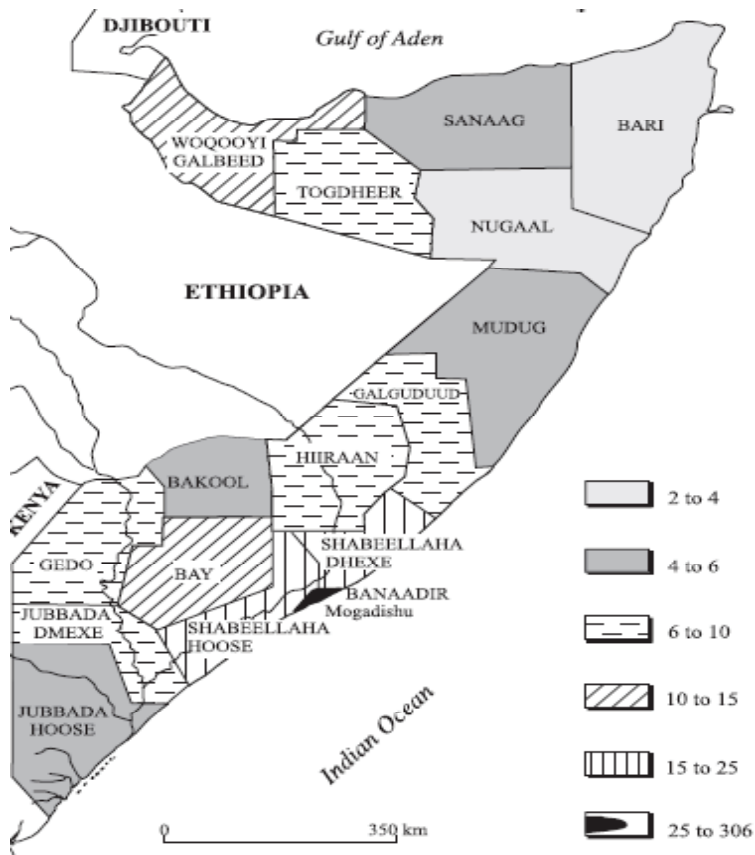 DJIBOUTI
Gulf of Aden
SANAAG
BARI
WOQOOYI
GALBEED
TOGDHEER
NUGAAL
ETHIOPIA
MUDUG
GALGUDUUD
HIIRAAN
BAKOOL
KENYA
GEDO
BAY
SHABEELLAHA
DHEXE
BANAADIR
Mogadishu
JUBBADA
DMEXE
SHABEELLAHA
HOOSE
JUBBADA
HOOSE
Indian Ocean
2 to 4
4 to 6
6 to 10
10 to 15
15 to 25
25 to 306
0 350 km